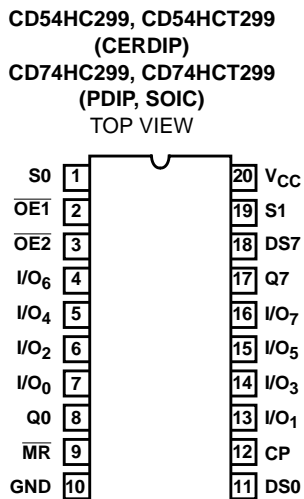 CD54HC299, CD54HCT299
(CERDIP)
CD74HC299, CD74HCT299
(PDIP, SOIC)
TOP VIEW
S0 1 20 VCC
OE1 2 19 S1
OE2 3 18 DS7
I/O6 4 17 Q7
I/O4 5 16 I/O7
I/O2 6 15 I/O5
I/O0 7 14 I/O3
Q0 8 13 I/O1
MR 9 12 CP
GND 10 11 DS0